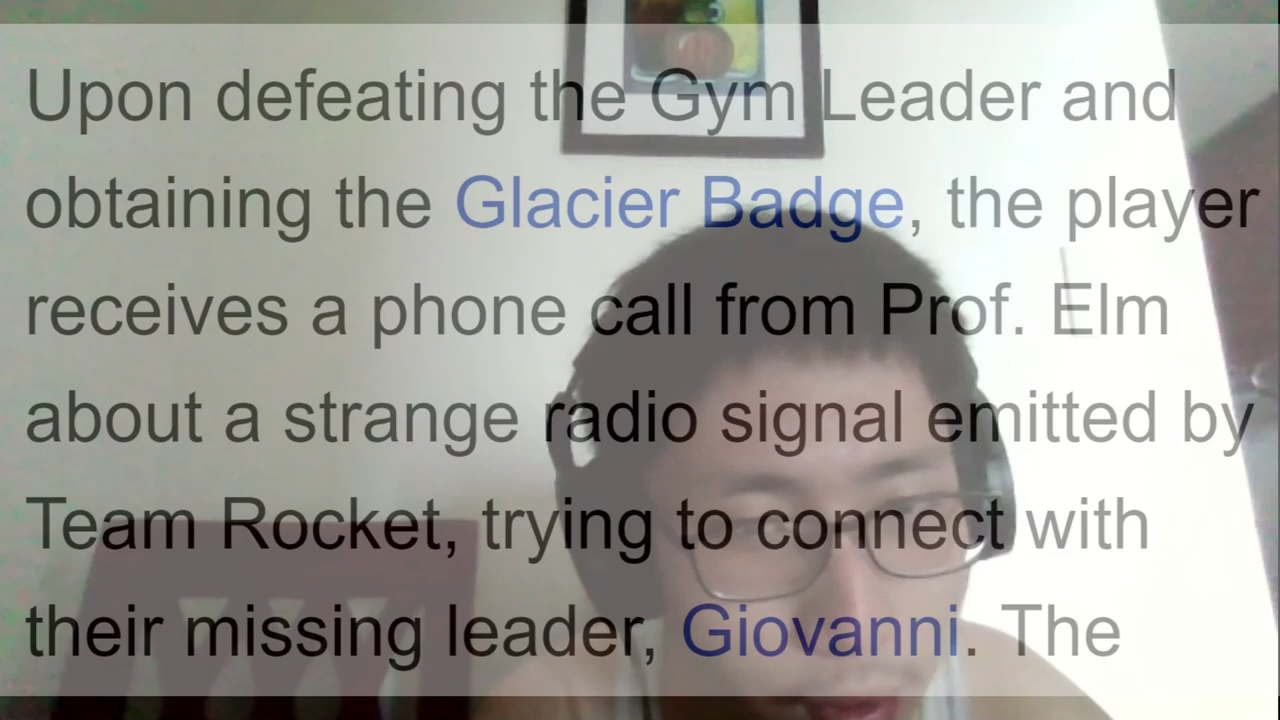 Upon defeating the Gym Leader and
obtaining the Glacier Badge, the player
receives a phone call from Prof. Elm
about a strange radio signal emitted by
Team Rocket, trying to connect with
their missing leader, Giovanni. The